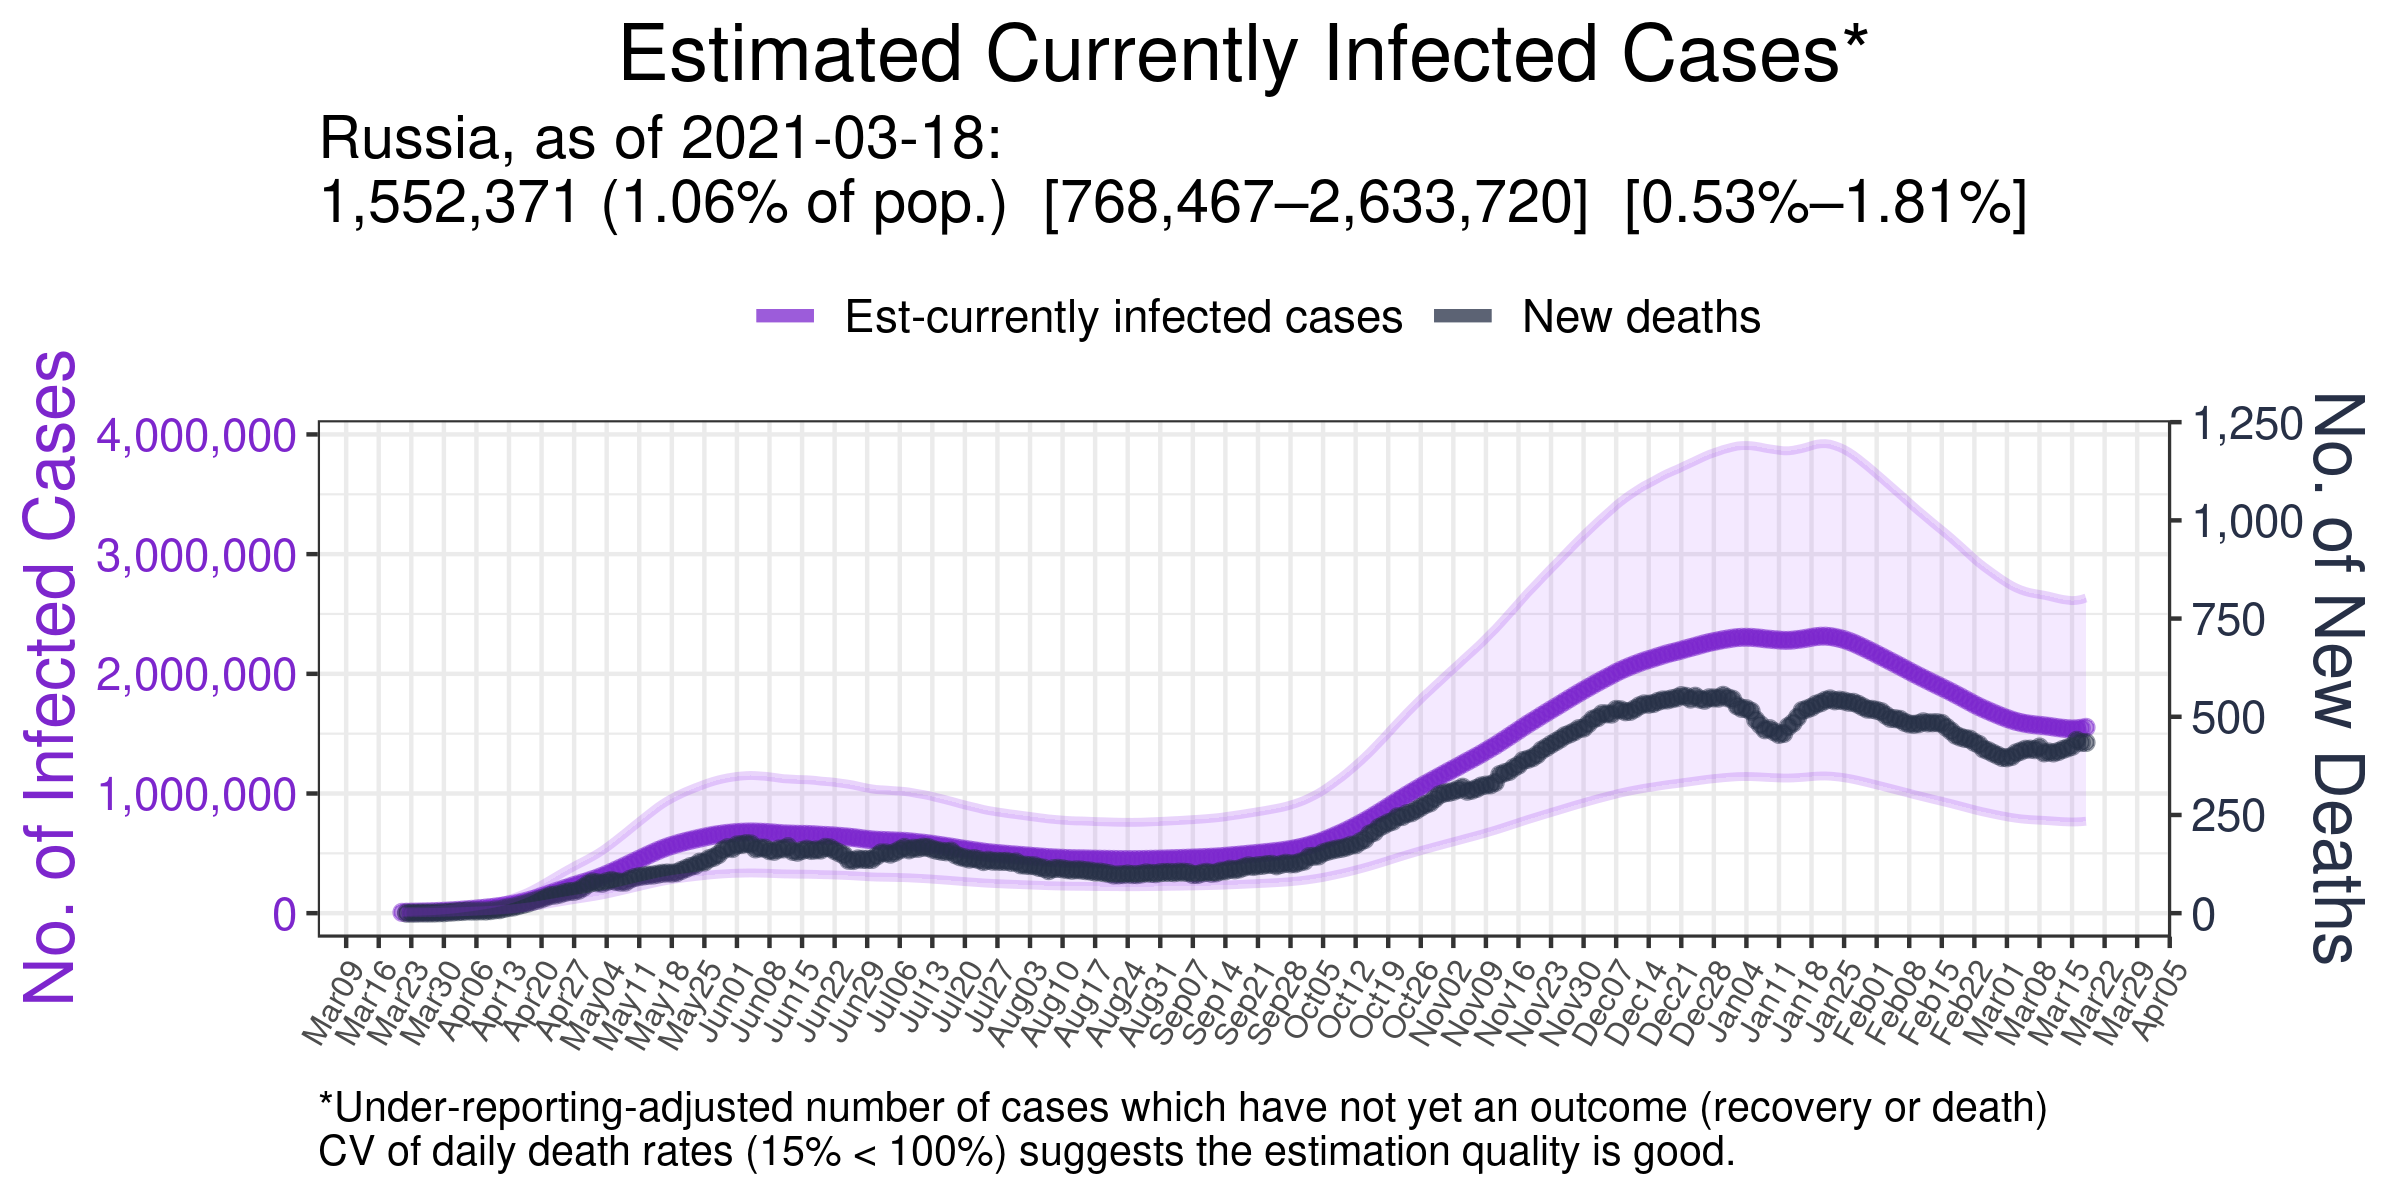 Estimated Currently Infected Cases*
Russia, as of 2021-03-18:
1,552,371 (1.06% of pop.) [768,467–2,633,720] [0.53%–1.81%]
Est-currently infected cases
New deaths
No. of Infected Cases
4,000,000
3,000,000
2,000,000
1,000,000
0
1,250
1,000
750
500
250
0
No. of New Deaths
Mar09
Mar16
Mar23
Mar30
Apr06
Apr13
Apr20
Apr27
May04
May11
May18
May25
Jun01
Jun08
Jun15
Jun22
Jun29
Jul06
Jul13
Jul20
Jul27
Aug03
Aug10
Aug17
Aug24
Aug31
Sep07
Sep14
Sep21
Sep28
Oct05
Oct12
Oct19
Oct26
Nov02
Nov09
Nov16
Nov23
Nov30
Dec07
Dec14
Dec21
Dec28
Jan04
Jan11
Jan18
Jan25
Feb01
Feb08
Feb15
Feb22
Mar01
Mar08
Mar15
Mar22
Mar29
Apr05
*Under-reporting-adjusted number of cases which have not yet an outcome (recovery or death)
CV of daily death rates (15% < 100%) suggests the estimation quality is good.